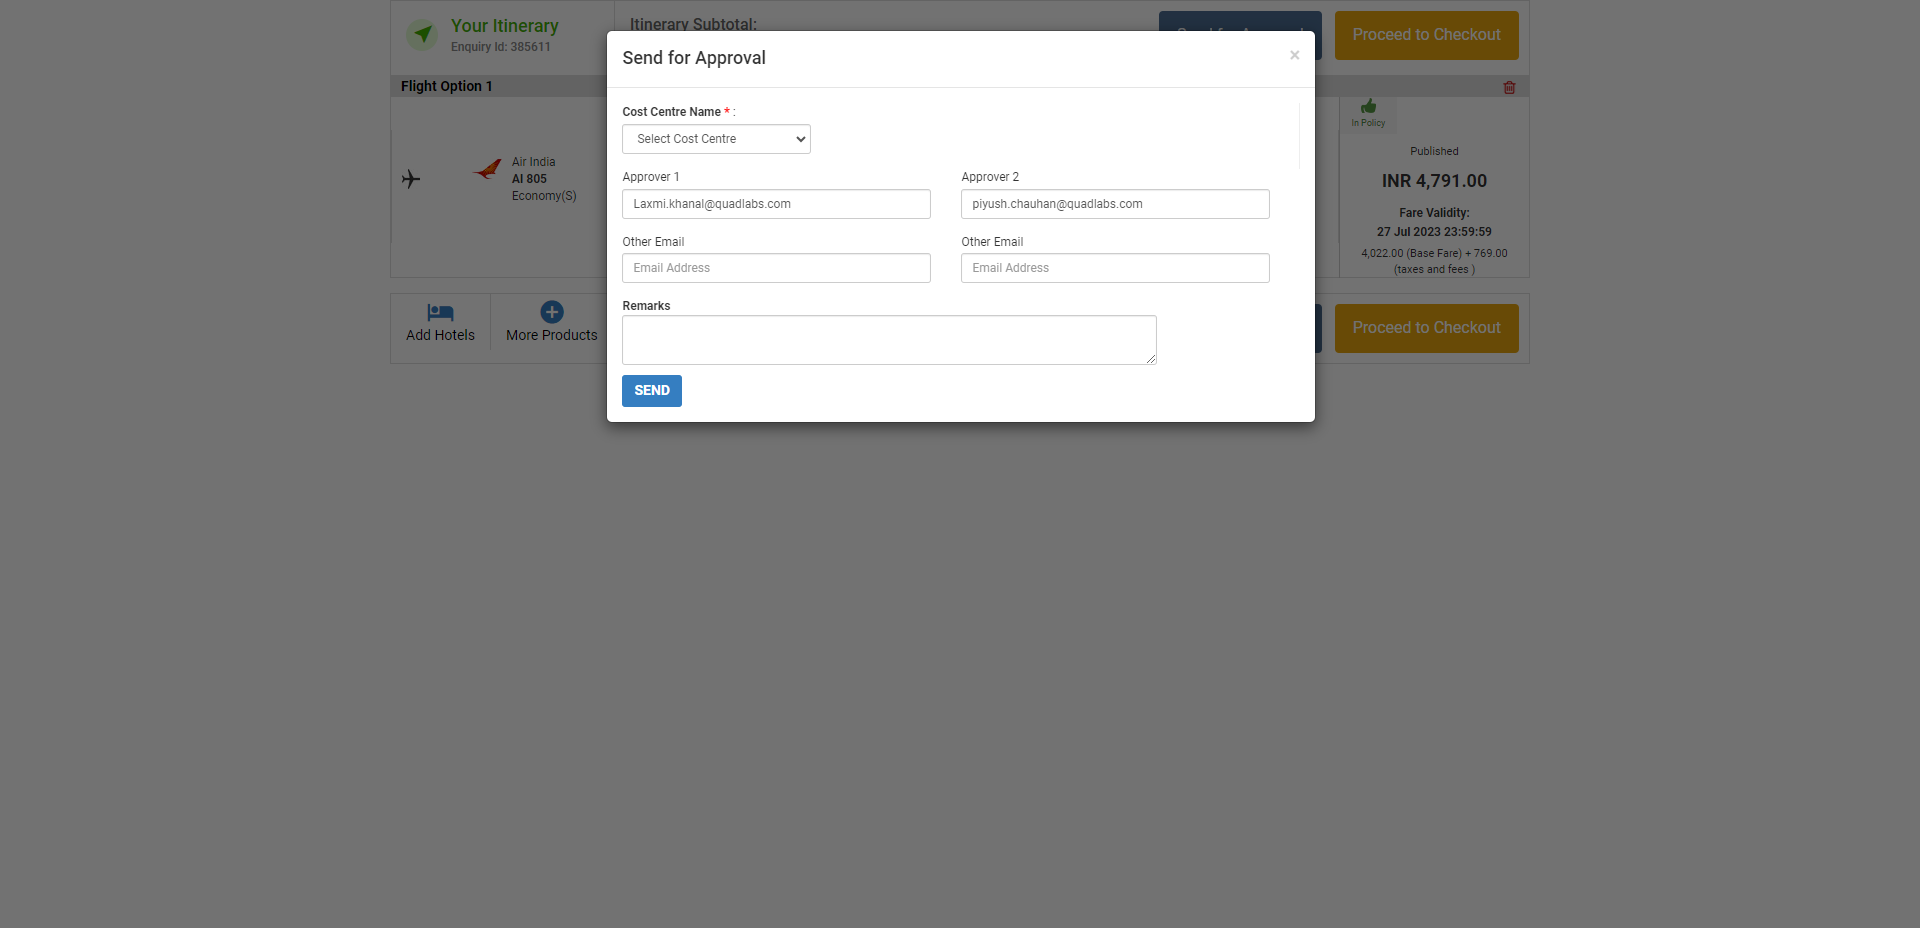 Your Itinerary
Enquiry Id: 385611
Itinerary Subtotal:
Proceed to Checkout
Send for Approval
×
Flight Option 1
Cost Centre Name * :
Select Cost Centre
In Policy
Air India
AI 805
Economy(S)
Published
INR 4,791.00
Fare Validity:
27 Jul 2023 23:59:59
4,022.00 (Base Fare) + 769.00
(taxes and fees )
Approver 1
Approver 2
Laxmi.khanal@quadlabs.com
piyush.chauhan@quadlabs.com
Other Email
Other Email
Email Address
Email Address
Remarks
Add Hotels
More Products
Proceed to Checkout
SEND